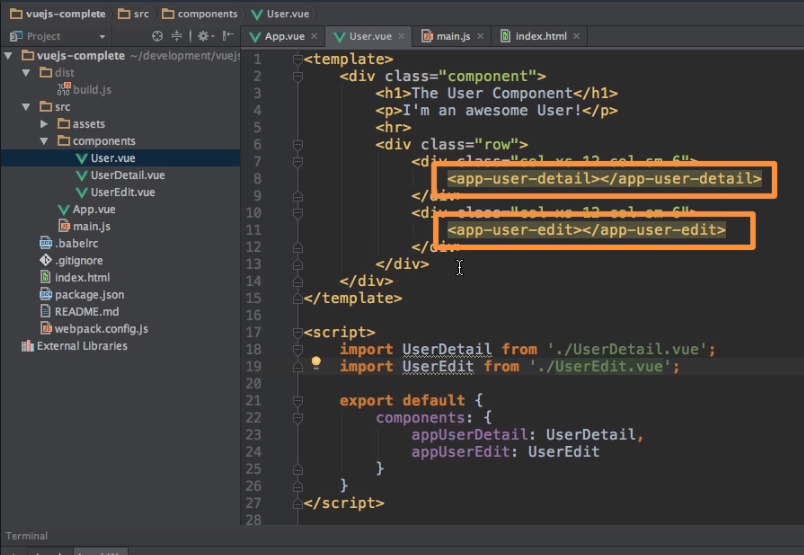 vuejs-complete src components User.vue
Project App.vue User.vue main.js index.html
vuejs-complete ~/development/vuejs
dist
build.js
src
assets
components
User.vue
UserDetail.vue
UserEdit.vue
App.vue
main.js
.babelrc
.gitignore
index.html
package.json
README.md
webpack.config.js
External Libraries
1 <template>
2 <div class="component">
3 <h1>The User Component</h1>
4 <p>I'm an awesome User!</p>
5 <hr>
6 <div class="row">
7 <div class="col-xs-12 col-sm-6">
8 <app-user-detail></app-user-detail>
9 </div>
10 <div class="col-xs-12 col-sm-6">
11 <app-user-edit></app-user-edit>
12 </div>
13 </div>
14 </div>
15 </template>
16
17 <script>
18 import UserDetail from './UserDetail.vue';
19 import UserEdit from './UserEdit.vue';
20
21 export default {
22 components: {
23 appUserDetail: UserDetail,
24 appUserEdit: UserEdit
25 }
26 }
27 </script>
28
Terminal